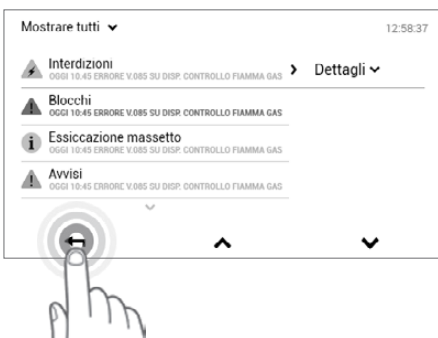 Mostrare tutti
12:58:37
Interdizioni
OGGI 10.45 ERRORE V.085 SU DISP. CONTROLLO FIAMMA GAS
Dettagli
Blocchi
OGGI 10:45 ERRORE V.085 SU DISP. CONTROLLO FIAMMA GAS
Essiccazione massetto
OGGI 10:45 ERRORE V.085 SU DISP. CONTROLLO FIAMMA GAS
Avvisi
OGGI 10:45 ERRORE V.085 SU DISP. CONTROLLO FIAMMA GAS